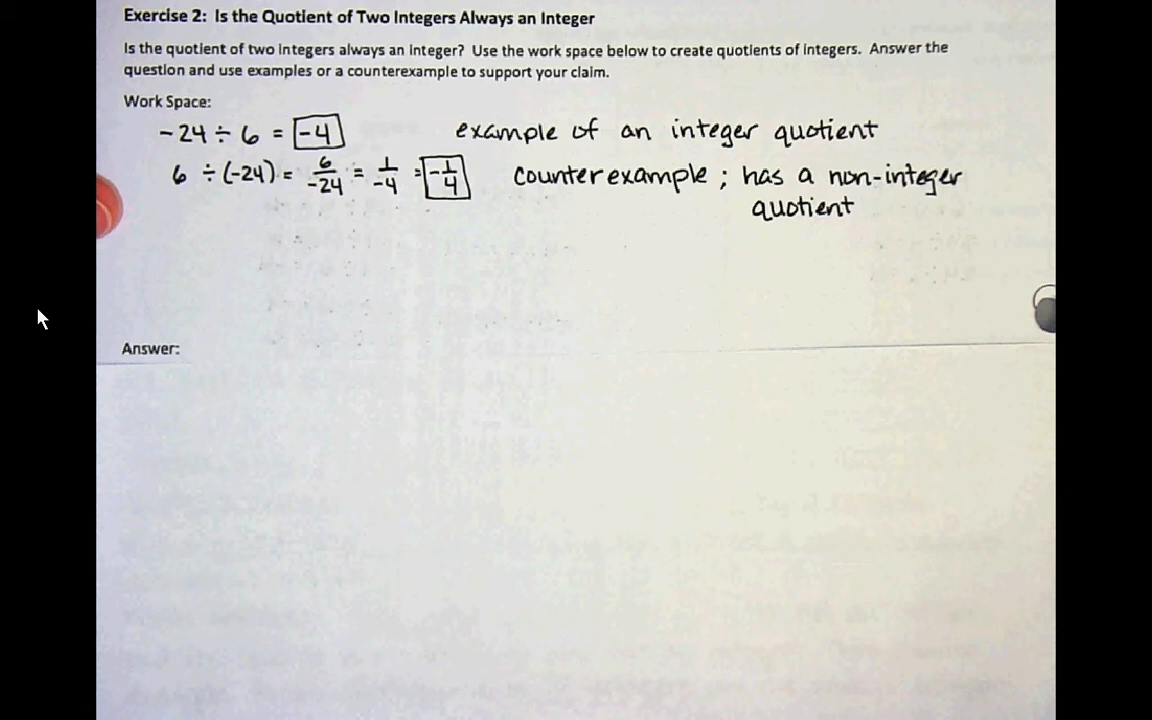 Exercise 2: Is the Quotient of Two Integers Always an Integer
Is the quotient of two integers always an integer? Use the work space below to create quotients of integers. Answer the
question and use examples or a counterexample to support your claim.
Work Space:
-24 ÷ 6 = -4 example of an integer quotient
6 ÷ (-24) = 6/-24 = 1/-4 = -1/4 counterexample; has a non-integer
quotient
Answer: